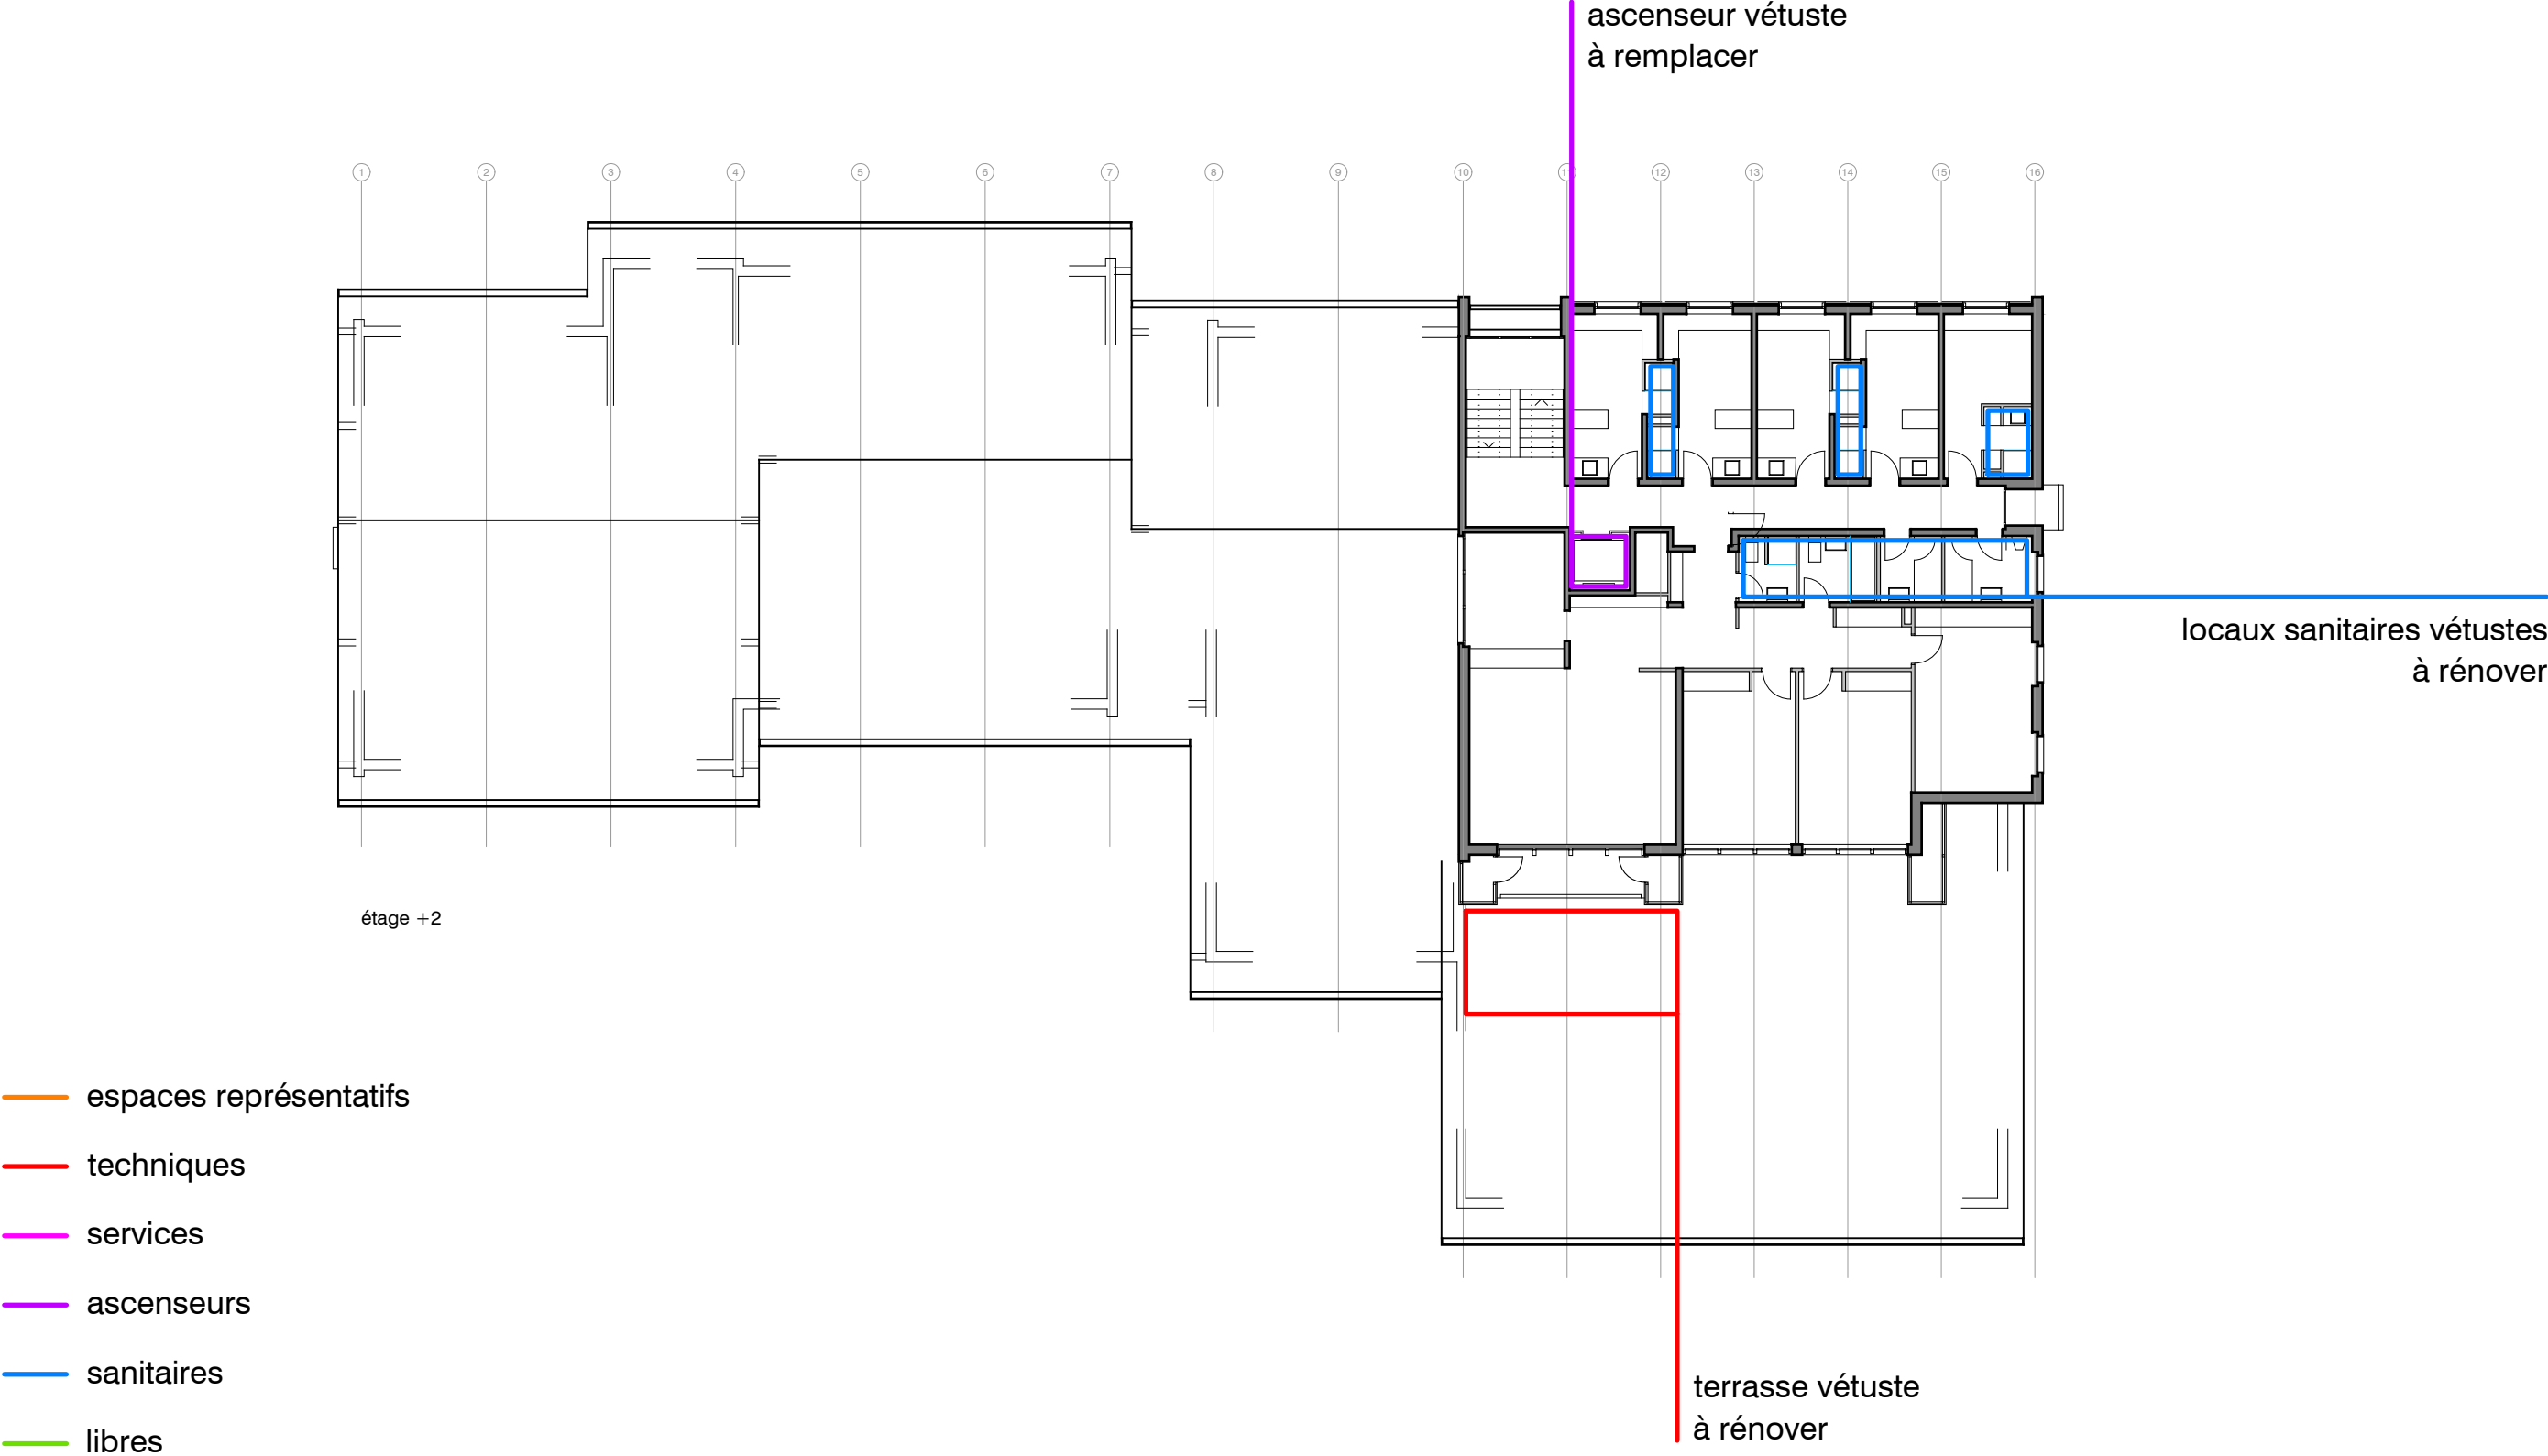 ascenseur vétuste
à remplacer
1 2 3 4 5 6 7 8 9 10 11 12 13 14 15 16
locaux sanitaires vétustes
à rénover
étage +2
espaces représentatifs
techniques
services
ascenseurs
sanitaires
libres
terrasse vétuste
à rénover